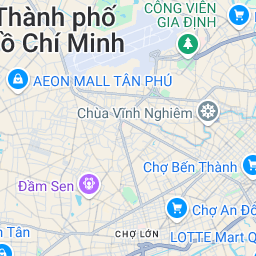 CÔNG VIÊN
GIA ĐỊNH
Thành phố
Hồ Chí Minh
AEON MALL TÂN PHÚ
Chùa Vĩnh Nghiêm
Chợ Bến Thành
Đầm Sen
Chợ An Đô
n Tân
CHỢ LỚN
LOTTE Mart Q